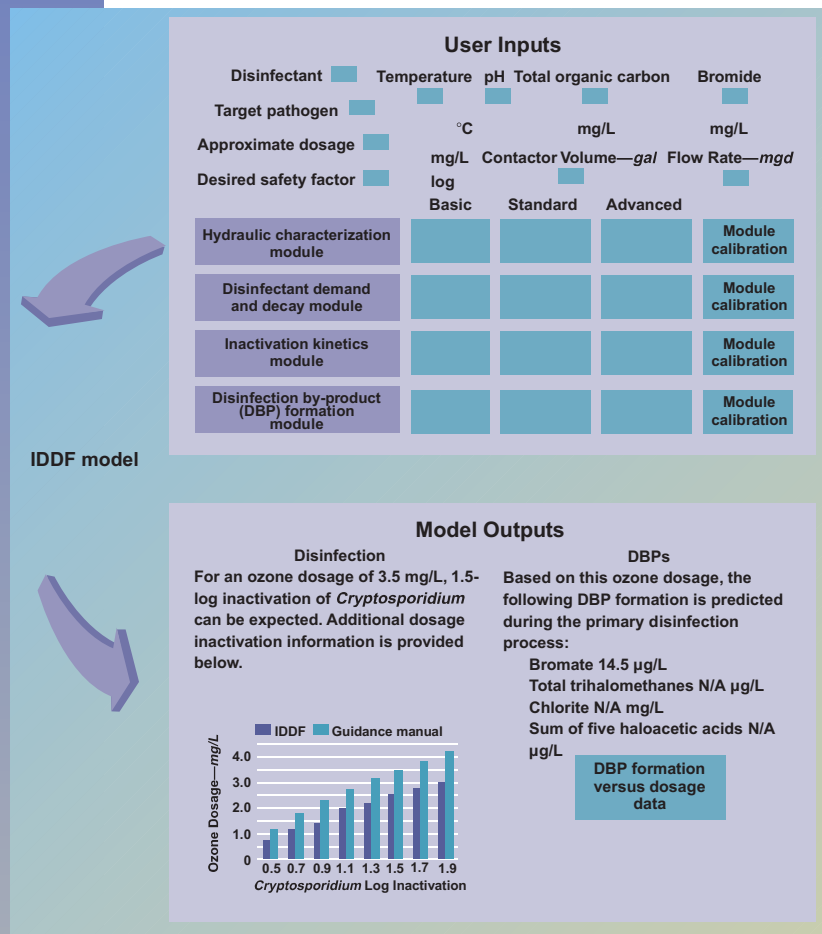 User Inputs
Disinfectant Temperature pH Total organic carbon Bromide
Target pathogen
°C mg/L mg/L
Approximate dosage
mg/L Contactor Volume—gal Flow Rate—mgd
Desired safety factor
log
Basic Standard Advanced
Hydraulic characterization
module
Module
calibration
Disinfectant demand
and decay module
Module
calibration
Inactivation kinetics
module
Module
calibration
Disinfection by-product
(DBP) formation
module
Module
calibration
IDDF model
Model Outputs
Disinfection
For an ozone dosage of 3.5 mg/L, 1.5-
log inactivation of Cryptosporidium
can be expected. Additional dosage
inactivation information is provided
below.
IDDF Guidance manual
Ozone Dosage—mg/L
4.0
3.0
2.0
1.0
0
0.5 0.7 0.9 1.1 1.3 1.5 1.7 1.9
Cryptosporidium Log Inactivation
DBPs
Based on this ozone dosage, the
following DBP formation is predicted
during the primary disinfection
process:
Bromate 14.5 µg/L
Total trihalomethanes N/A µg/L
Chlorite N/A mg/L
Sum of five haloacetic acids N/A
µg/L
DBP formation
versus dosage
data